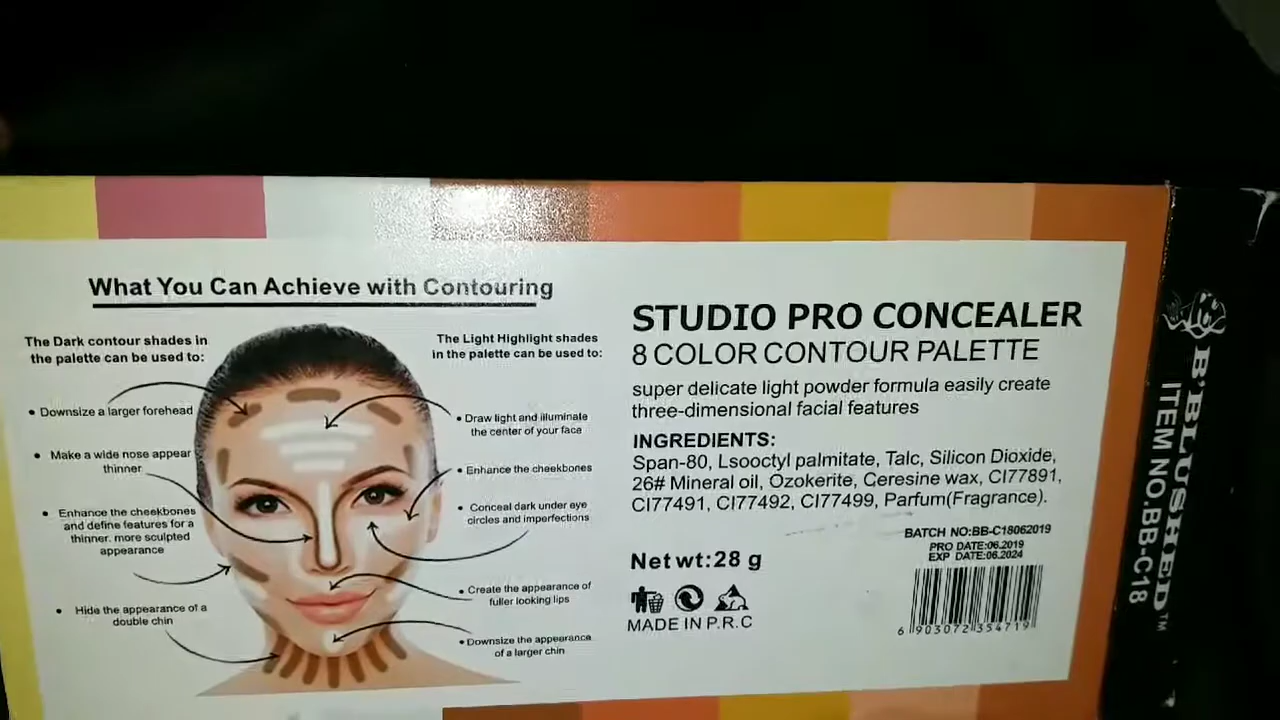 What You Can Achieve with Contouring
The Dark contour shades in
the palette can be used to:
• Downsize a larger forehead
• Make a wide nose appear
thinner
• Enhance the cheekbones
and define features for a
thinner. more sculpted
appearance
• Hide the appearance of a
double chin
The Light Highlight shades
in the palette can be used to:
• Draw light and illuminate
the center of your face
• Enhance the cheekbones
• Conceal dark under eye
circles and imperfections
• Create the appearance of
fuller looking lips
• Downsize the appearance
of a larger chin
STUDIO PRO CONCEALER
8 COLOR CONTOUR PALETTE
super delicate light powder formula easily create
three-dimensional facial features
INGREDIENTS:
Span-80, Lsooctyl palmitate, Talc, Silicon Dioxide,
26# Mineral oil, Ozokerite, Ceresine wax, CI77891,
CI77491, CI77492, CI77499, Parfum(Fragrance).
BATCH NO:BB-C18062019
PRO DATE:06.2019
EXP DATE:06.2024
Net wt:28 g
MADE IN P.R.C
6 903072 354719
B'BLUSHED™
ITEM NO.BB-C18